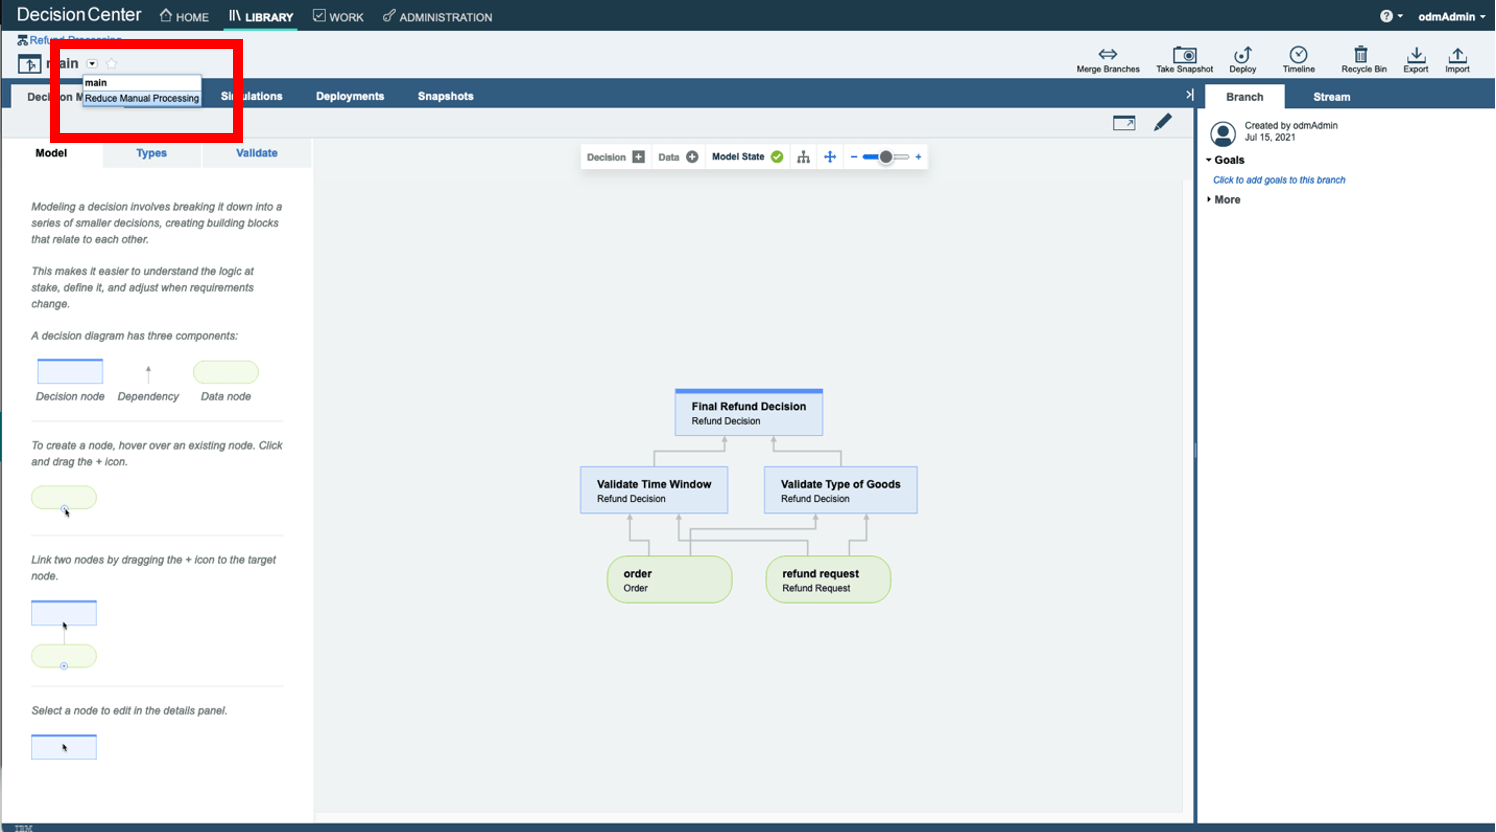 DecisionCenter HOME LIBRARY WORK ADMINISTRATION ? odmAdmin
Refund Processing
main
Merge Branches Take Snapshot Deploy Timeline Recycle Bin Export Import
main
Reduce Manual Processing
Decision M Simulations Deployments Snapshots
Branch Stream
Model Types Validate
Decision Data Model State
Created by odmAdmin
Jul 15, 2021
Goals
Click to add goals to this branch
More
Modeling a decision involves breaking it down into a
series of smaller decisions, creating building blocks
that relate to each other.
This makes it easier to understand the logic at
stake, define it, and adjust when requirements
change.
A decision diagram has three components:
Decision node Dependency Data node
To create a node, hover over an existing node. Click
and drag the + icon.
Link two nodes by dragging the + icon to the target
node.
Select a node to edit in the details panel.
Final Refund Decision
Refund Decision
Validate Time Window
Refund Decision
Validate Type of Goods
Refund Decision
order
Order
refund request
Refund Request
IBM